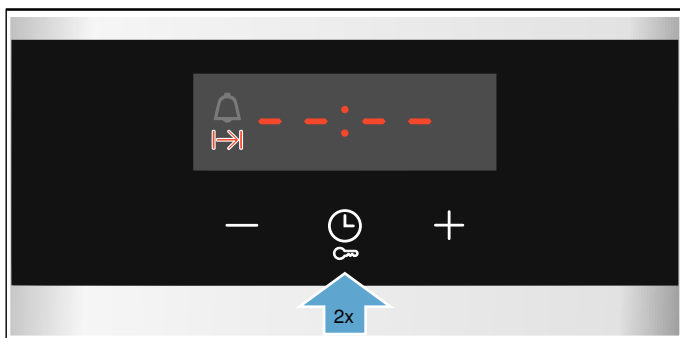 – –:– –
2x